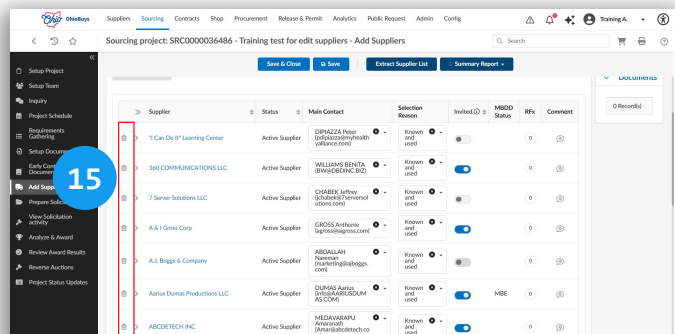 Ohio OhioBuys Suppliers Sourcing Contracts Shop Procurement Release & Permit Analytics Public Request Admin Config Training A.
Sourcing project: SRC0000036486 - Training test for edit suppliers - Add Suppliers
Search
Save & Close Save Extract Supplier List Summary Report
Documents
0 Record(s)
Setup Project
Setup Team
Inquiry
Project Schedule
Requirements
Gathering
Setup Docume
Early Cont
Documen
Add Supp
15
Prepare Solici
View Solicitation
activity
Analyze & Award
Review Award Results
Reverse Auctions
Project Status Updates
Supplier Status Main Contact Selection
Reason Invited MBDD
Status RFx Comment
"I Can Do It" Learning Center Active Supplier DIPIAZZA Peter
(pdipiazza@myhealth
yalliance.com)
Known
and
used
0
360 COMMUNICATIONS LLC Active Supplier WILLIAMS BENITA
(BW@OBDINC.BIZ)
Known
and
used
0
7 Server Solutions LLC Active Supplier CHABEK Jeffrey
(jchabek@7serversol
utions.com)
Known
and
used
0
A & I Gross Corp Active Supplier GROSS Anthonie
(axgross@aigross.com)
Known
and
used
0
A.J. Boggs & Company Active Supplier ABDALLAH
Nareman
(marketing@ajboggs.
com)
Known
and
used
0
Aarius Dumas Productions LLC Active Supplier DUMAS Aarius
(info@AARIUSDUM
AS.COM)
Known
and
used
MBE 0
ABCDETECH INC Active Supplier MEDAVARAPU
Amaranath
(Amar@abcdetech.co
Known
and
used
0